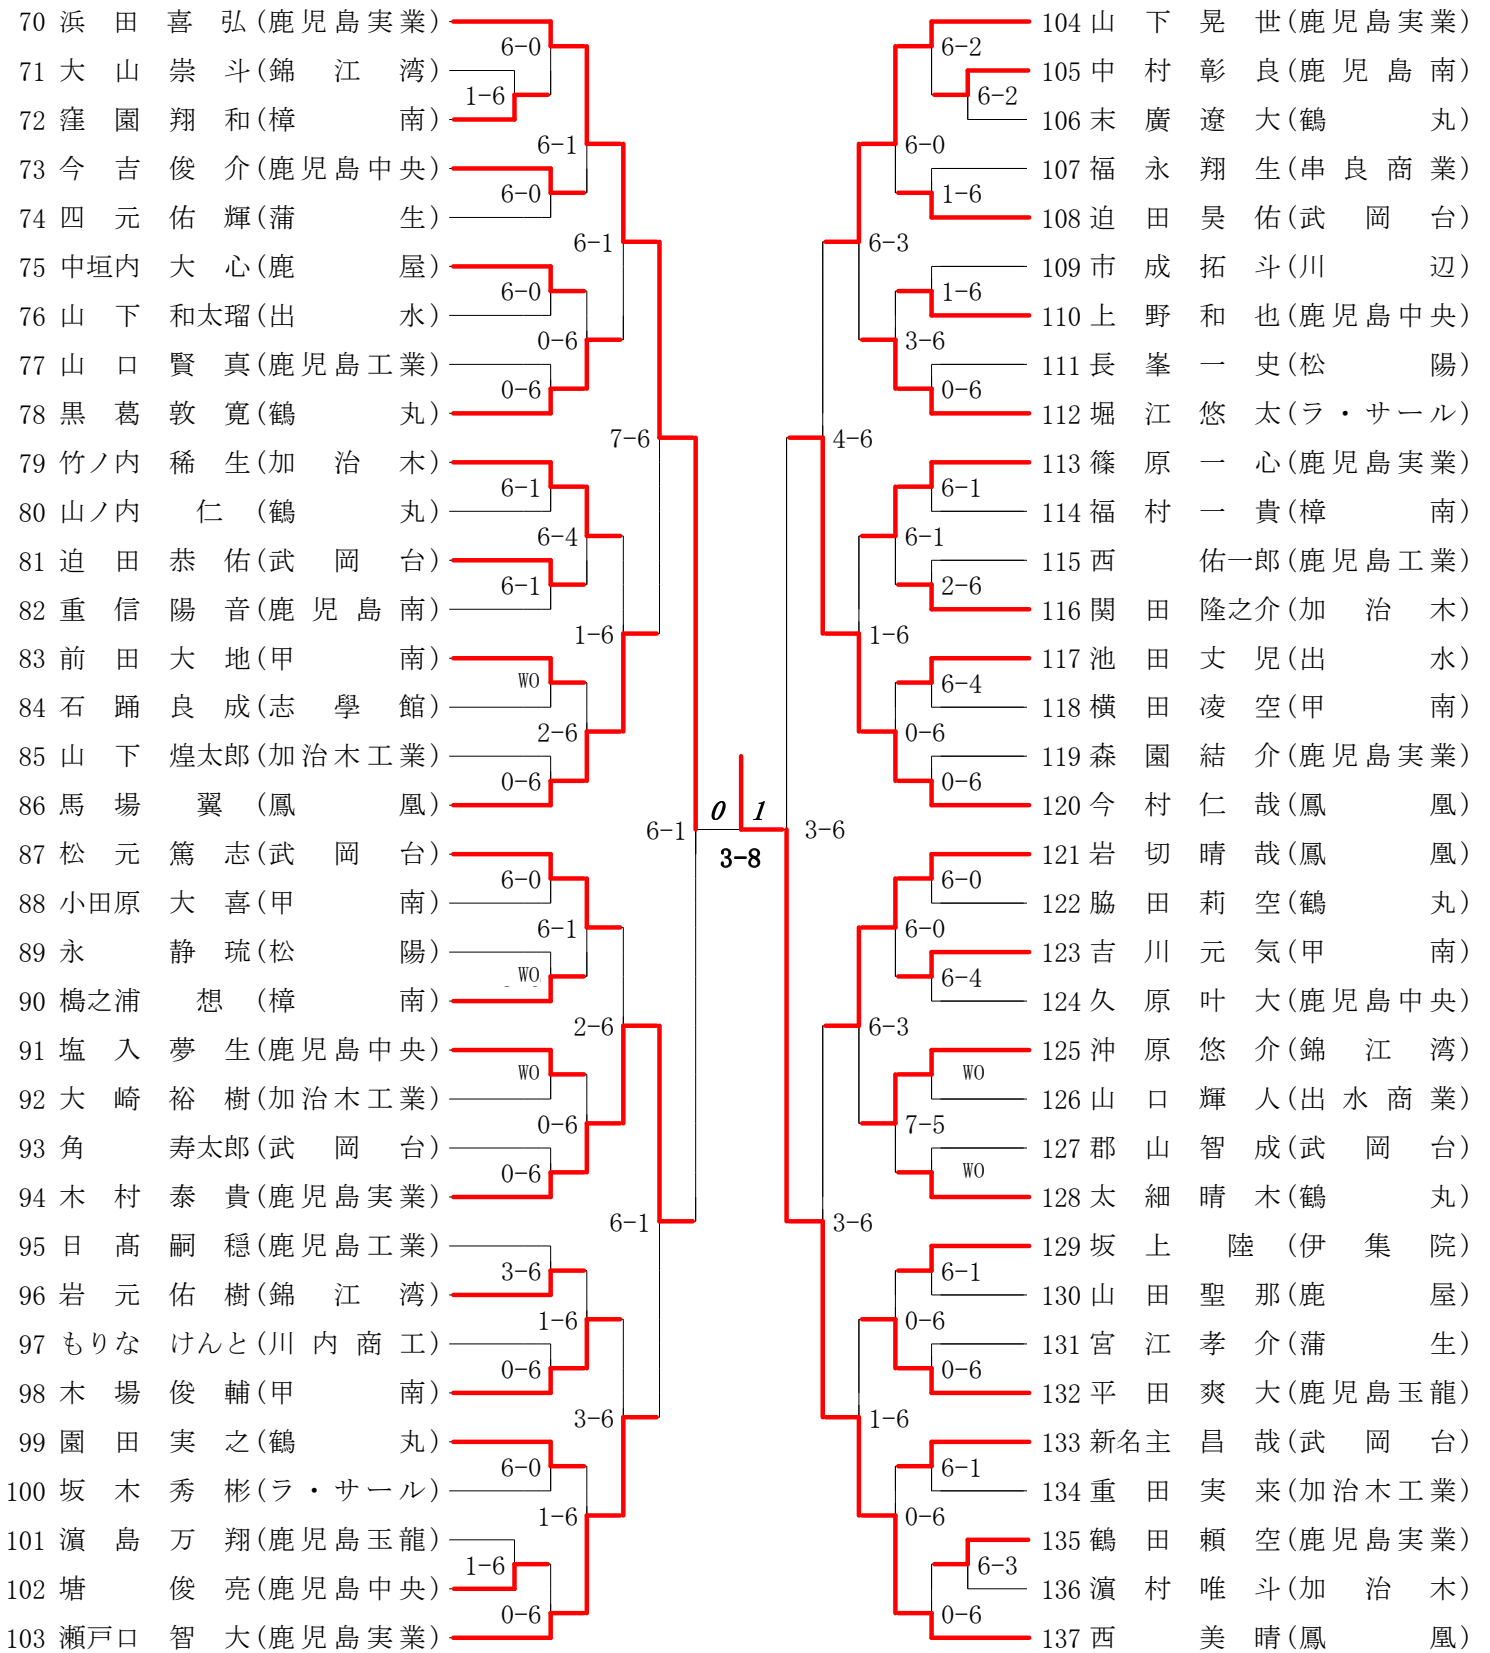 70 浜田喜弘(鹿児島実業)
6-0
71 大山崇斗(錦江湾)
1-6
72 窪園翔和(樟南)
6-1
73 今吉俊介(鹿児島中央)
6-0
74 四元佑輝(蒲生)
6-1
75 中垣内大心(鹿屋)
6-0
76 山下和太瑠(出水)
0-6
77 山口賢真(鹿児島工業)
0-6
78 黒葛敦寛(鶴丸)
7-6
79 竹ノ内稀生(加治木)
6-1
80 山ノ内仁(鶴丸)
6-4
81 迫田恭佑(武岡台)
6-1
82 重信陽音(鹿児島南)
1-6
83 前田大地(甲南)
WO
84 石踊良成(志學館)
2-6
85 山下煌太郎(加治木工業)
0-6
86 馬場翼(鳳凰)
6-1
87 松元篤志(武岡台)
6-0
88 小田原大喜(甲南)
6-1
89 永静琉(松陽)
WO
90 樢之浦想(樟南)
2-6
91 塩入夢生(鹿児島中央)
WO
92 大崎裕樹(加治木工業)
0-6
93 角寿太郎(武岡台)
0-6
94 木村泰貴(鹿児島実業)
6-1
95 日髙嗣穏(鹿児島工業)
3-6
96 岩元佑樹(錦江湾)
1-6
97 もりなけんと(川内商工)
0-6
98 木場俊輔(甲南)
3-6
99 園田実之(鶴丸)
6-0
100 坂木秀彬(ラ・サール)
1-6
101 濵島万翔(鹿児島玉龍)
1-6
102 塘俊亮(鹿児島中央)
0-6
103 瀬戸口智大(鹿児島実業)
0 1
3-8
104 山下晃世(鹿児島実業)
6-2
105 中村彰良(鹿児島南)
6-2
106 末廣遼大(鶴丸)
6-0
107 福永翔生(串良商業)
1-6
108 迫田昊佑(武岡台)
6-3
109 市成拓斗(川辺)
1-6
110 上野和也(鹿児島中央)
3-6
111 長峯一史(松陽)
0-6
112 堀江悠太(ラ・サール)
4-6
113 篠原一心(鹿児島実業)
6-1
114 福村一貴(樟南)
6-1
115 西佑一郎(鹿児島工業)
2-6
116 関田隆之介(加治木)
1-6
117 池田丈児(出水)
6-4
118 横田凌空(甲南)
0-6
119 森園結介(鹿児島実業)
0-6
120 今村仁哉(鳳凰)
3-6
121 岩切晴哉(鳳凰)
6-0
122 脇田莉空(鶴丸)
6-0
123 吉川元気(甲南)
6-4
124 久原叶大(鹿児島中央)
6-3
125 沖原悠介(錦江湾)
WO
126 山口輝人(出水商業)
7-5
127 郡山智成(武岡台)
WO
128 太細晴木(鶴丸)
3-6
129 坂上陸(伊集院)
6-1
130 山田聖那(鹿屋)
0-6
131 宮江孝介(蒲生)
0-6
132 平田爽大(鹿児島玉龍)
1-6
133 新名主昌哉(武岡台)
6-1
134 重田実来(加治木工業)
0-6
135 鶴田頼空(鹿児島実業)
6-3
136 濵村唯斗(加治木)
0-6
137 西美晴(鳳凰)